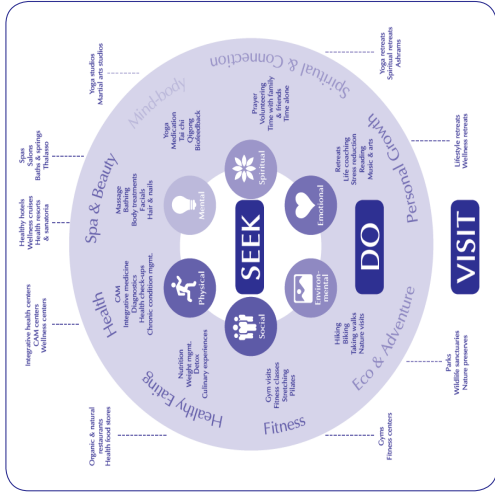 Integrative health centers
CAM centers
Wellness centers
Healthy hotels
Wellness cruises
Health resorts
& sanatoria
Spas
Salons
Baths & springs
Thalasso
Organic & natural
restaurants
Health food stores
Yoga studios
Martial arts studios
Health
Spa & Beauty
Healthy Eating
Mind-body
CAM
Integrative medicine
Diagnostics
Health check-ups
Chronic condition mgmt.
Massage
Bathing
Body treatments
Facials
Hair & nails
Nutrition
Weight mgmt.
Detox
Culinary experiences
Yoga
Medication
Tai chi
Qigong
Biofeedback
Physical
Mental
Social
SEEK
Spiritual
Environ-
mental
Emotional
Gym visits
Fitness classes
Stretching
Pilates
Prayer
Volunteering
Time with family
& friends
Time alone
Fitness
Spiritual & Connection
Hiking
Biking
Taking walks
Nature visits
DO
Retreats
Life coaching
Stress reduction
Reading
Music & arts
Eco & Adventure
Personal Growth
Gyms
Fitness centers
Yoga retreats
Spiritual retreats
Ashrams
Parks
Wildlife sanctuaries
Nature preserves
VISIT
Lifestyle retreats
Wellness retreats